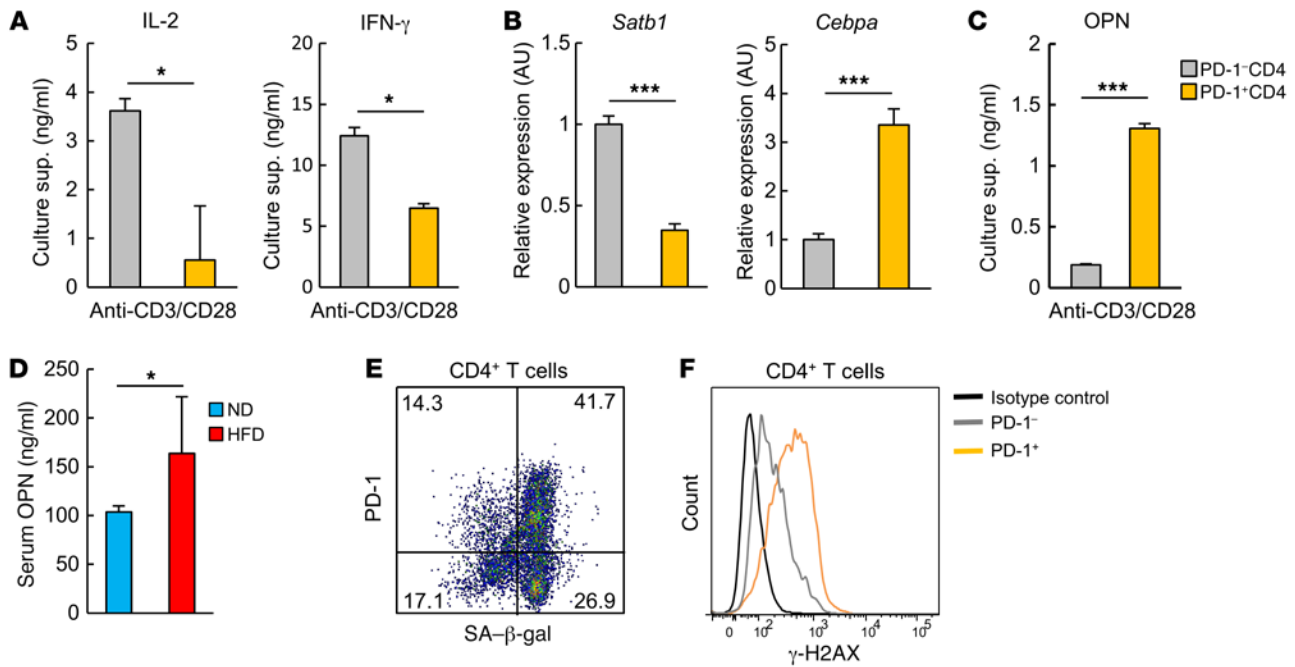 A
IL-2
Culture sup. (ng/ml)
5
4
3
2
1
0
*
Anti-CD3/CD28
IFN-γ
Culture sup. (ng/ml)
20
15
10
5
0
*
Anti-CD3/CD28
B
Satb1
Relative expression (AU)
1.5
1
0.5
0
***
Cebpa
Relative expression (AU)
5
4
3
2
1
0
***
C
OPN
Culture sup. (ng/ml)
2
1.5
1
0.5
0
***
Anti-CD3/CD28
PD-1⁻CD4
PD-1⁺CD4
D
Serum OPN (ng/ml)
250
200
150
100
50
0
*
ND
HFD
E
CD4⁺ T cells
14.3
41.7
17.1
26.9
PD-1
SA–β-gal
F
CD4⁺ T cells
Count
0 10² 10³ 10⁴ 10⁵
γ-H2AX
Isotype control
PD-1⁻
PD-1⁺